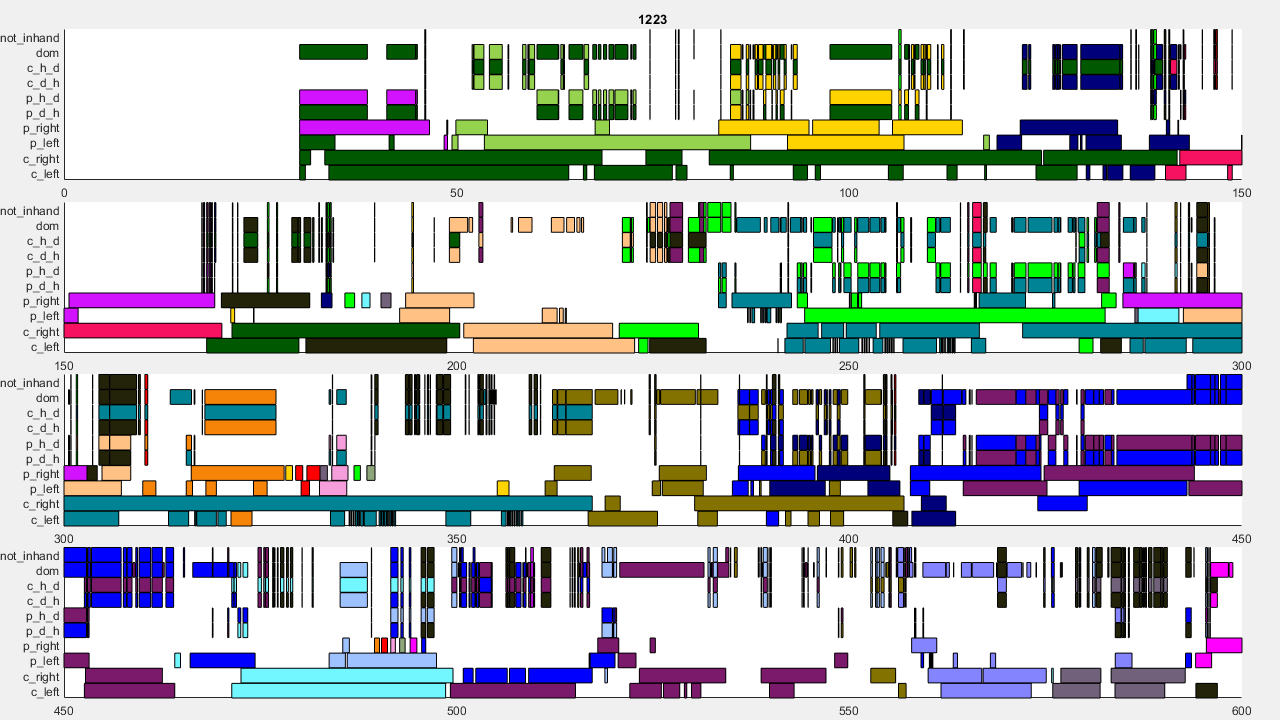 1223
not_inhand
dom
c_h_d
c_d_h
p_h_d
p_d_h
p_right
p_left
c_right
c_left
0 50 100 150
not_inhand
dom
c_h_d
c_d_h
p_h_d
p_d_h
p_right
p_left
c_right
c_left
150 200 250 300
not_inhand
dom
c_h_d
c_d_h
p_h_d
p_d_h
p_right
p_left
c_right
c_left
300 350 400 450
not_inhand
dom
c_h_d
c_d_h
p_h_d
p_d_h
p_right
p_left
c_right
c_left
450 500 550 600